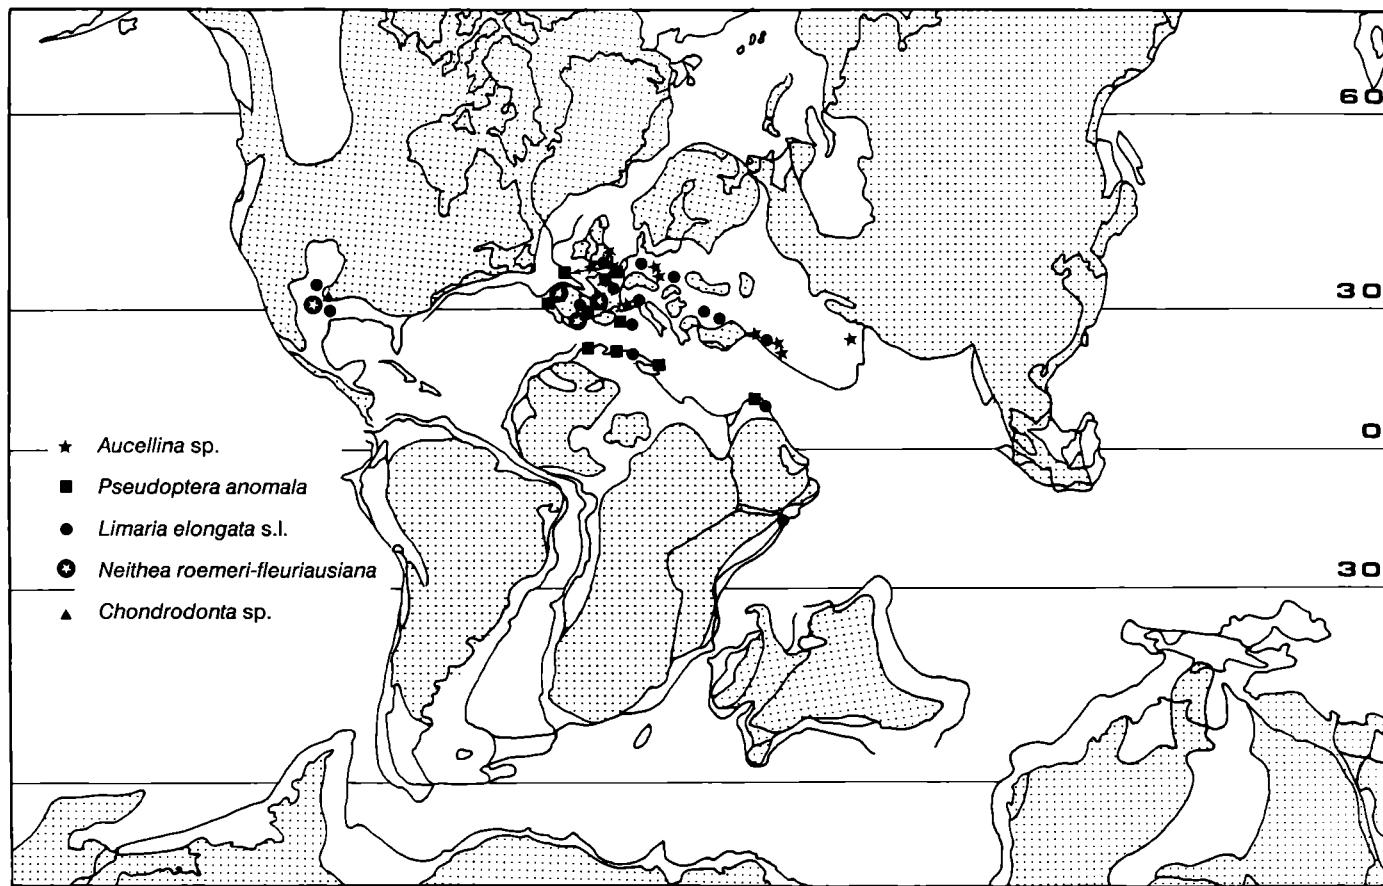 60
30
0
30
Aucellina sp.
Pseudoptera anomala
Limaria elongata s.l.
Neithea roemeri-fleuriausiana
Chondrodonta sp.